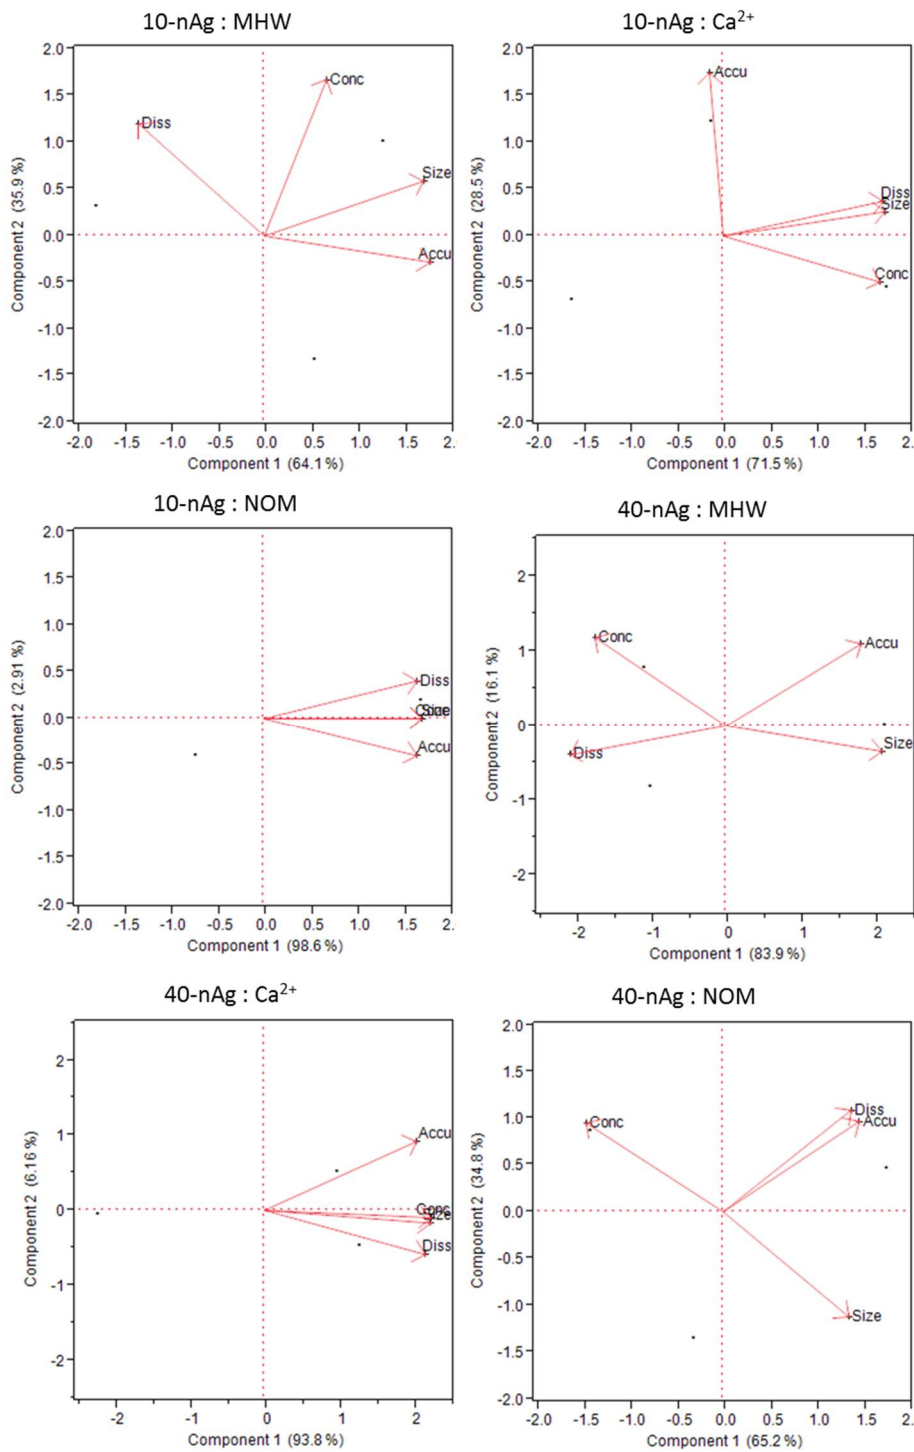 10-nAg : MHW
10-nAg : Ca²⁺
2.0
1.5
1.0
0.5
0.0
-0.5
-1.0
-1.5
-2.0
Component 2 (35.9 %)
Conc
Diss
Size
Accu
-2.0 -1.5 -1.0 -0.5 0.0 0.5 1.0 1.5 2.
Component 1 (64.1 %)
2.0
1.5
1.0
0.5
0.0
-0.5
-1.0
-1.5
-2.0
Component 2 (28.5 %)
Accu
Diss
Size
Conc
-2.0 -1.5 -1.0 -0.5 0.0 0.5 1.0 1.5 2.
Component 1 (71.5 %)
10-nAg : NOM
40-nAg : MHW
2.0
1.5
1.0
0.5
0.0
-0.5
-1.0
-1.5
-2.0
Component 2 (2.91 %)
Diss
Accu
-2.0 -1.5 -1.0 -0.5 0.0 0.5 1.0 1.5 2.
Component 1 (98.6 %)
2
1
0
-1
-2
Component 2 (16.1 %)
Conc
Accu
Size
Diss
-2 -1 0 1 2
Component 1 (83.9 %)
40-nAg : Ca²⁺
40-nAg : NOM
2
1
0
-1
-2
Component 2 (6.16 %)
Accu
Conc
Size
Diss
-2 -1 0 1 2
Component 1 (93.8 %)
2.0
1.5
1.0
0.5
0.0
-0.5
-1.0
-1.5
-2.0
Component 2 (34.8 %)
Conc
Diss
Accu
Size
-2.0 -1.5 -1.0 -0.5 0.0 0.5 1.0 1.5 2.
Component 1 (65.2 %)